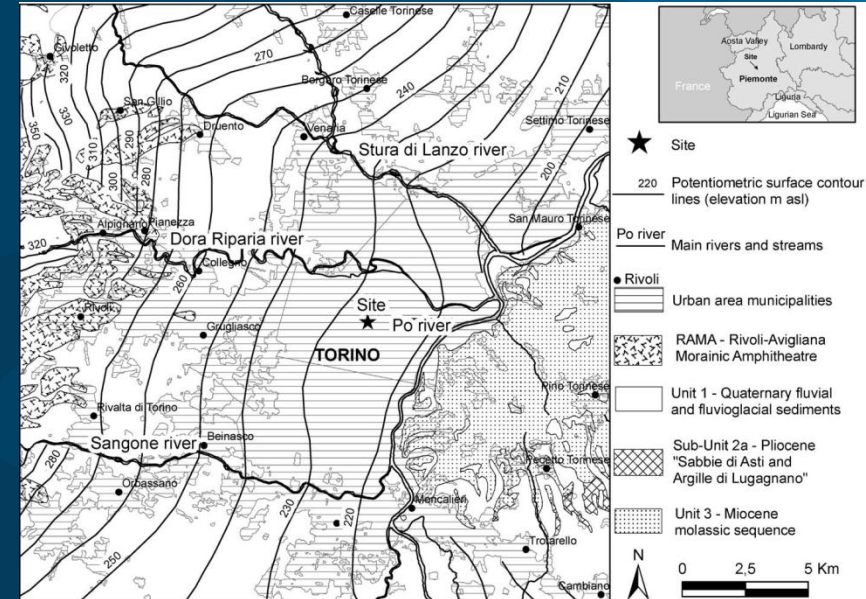 Caselle Torinese
Givoletto
320
270
Borgaro Torinese
330
San Gillio
240
210
350
Druento
Venaria
Settimo Torinese
310
290
Stura di Lanzo river
300
280
200
San Mauro Torinese
Alpignano
Pianezza
320
Dora Riparia river
Collegno
260
Rivoli
Site
Grugliasco
Po river
TORINO
Pino Torinese
Rivalta di Torino
Sangone river
Beinasco
Pecetto Torinese
280
Orbassano
230
220
Moncalieri
250
Trofarello
Cambiano
Aosta Valley
Lombardy
Site
Piemonte
France
Liguria
Ligurian Sea
Site
220
Potentiometric surface contour
lines (elevation m asl)
Po river
Main rivers and streams
Rivoli
Urban area municipalities
RAMA - Rivoli-Avigliana
Morainic Amphitheatre
Unit 1 - Quaternary fluvial
and fluvioglacial sediments
Sub-Unit 2a - Pliocene
"Sabbie di Asti and
Argille di Lugagnano"
Unit 3 - Miocene
molassic sequence
N
0 2,5 5 Km